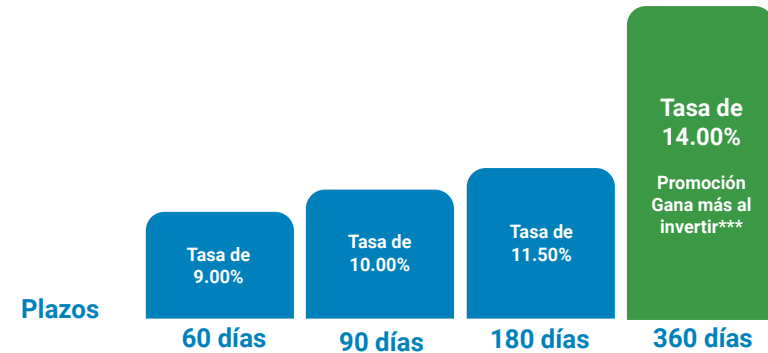 Tasa de
9.00%
Tasa de
10.00%
Tasa de
11.50%
Tasa de
14.00%
Promoción
Gana más al
invertir***
Plazos
60 días
90 días
180 días
360 días